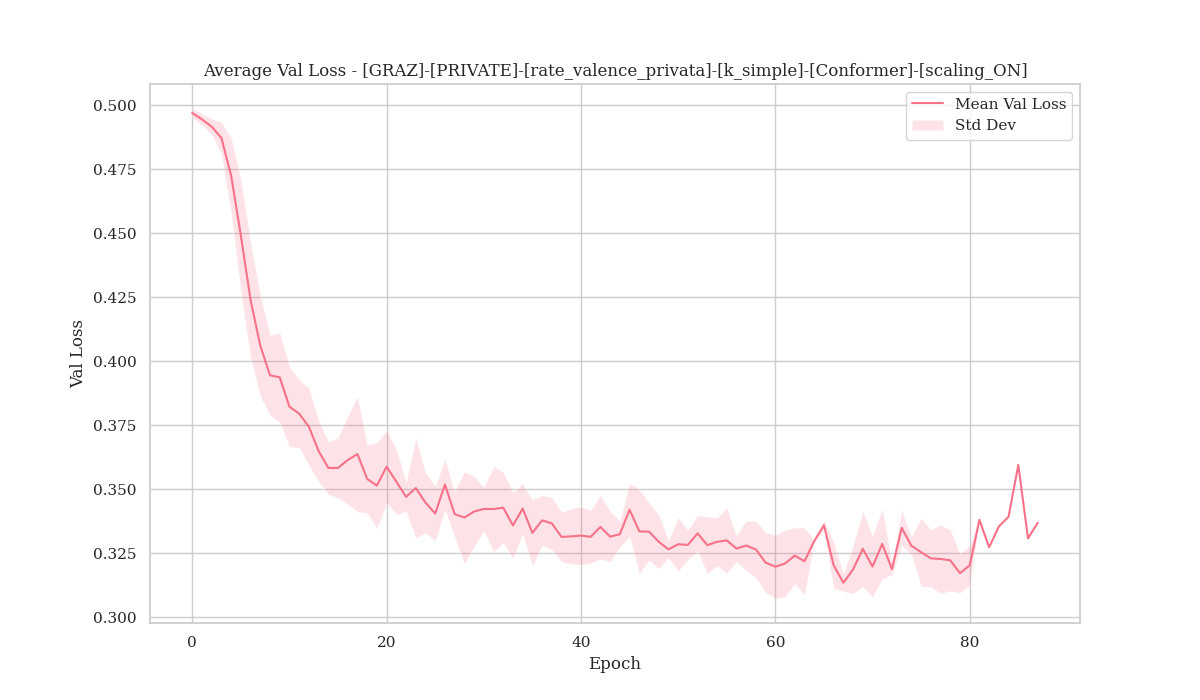 Average Val Loss - [GRAZ]-[PRIVATE]-[rate_valence_privata]-[k_simple]-[Conformer]-[scaling_ON]
Mean Val Loss
Std Dev
0.500
0.475
0.450
0.425
0.400
0.375
0.350
0.325
0.300
Val Loss
0
20
40
60
80
Epoch